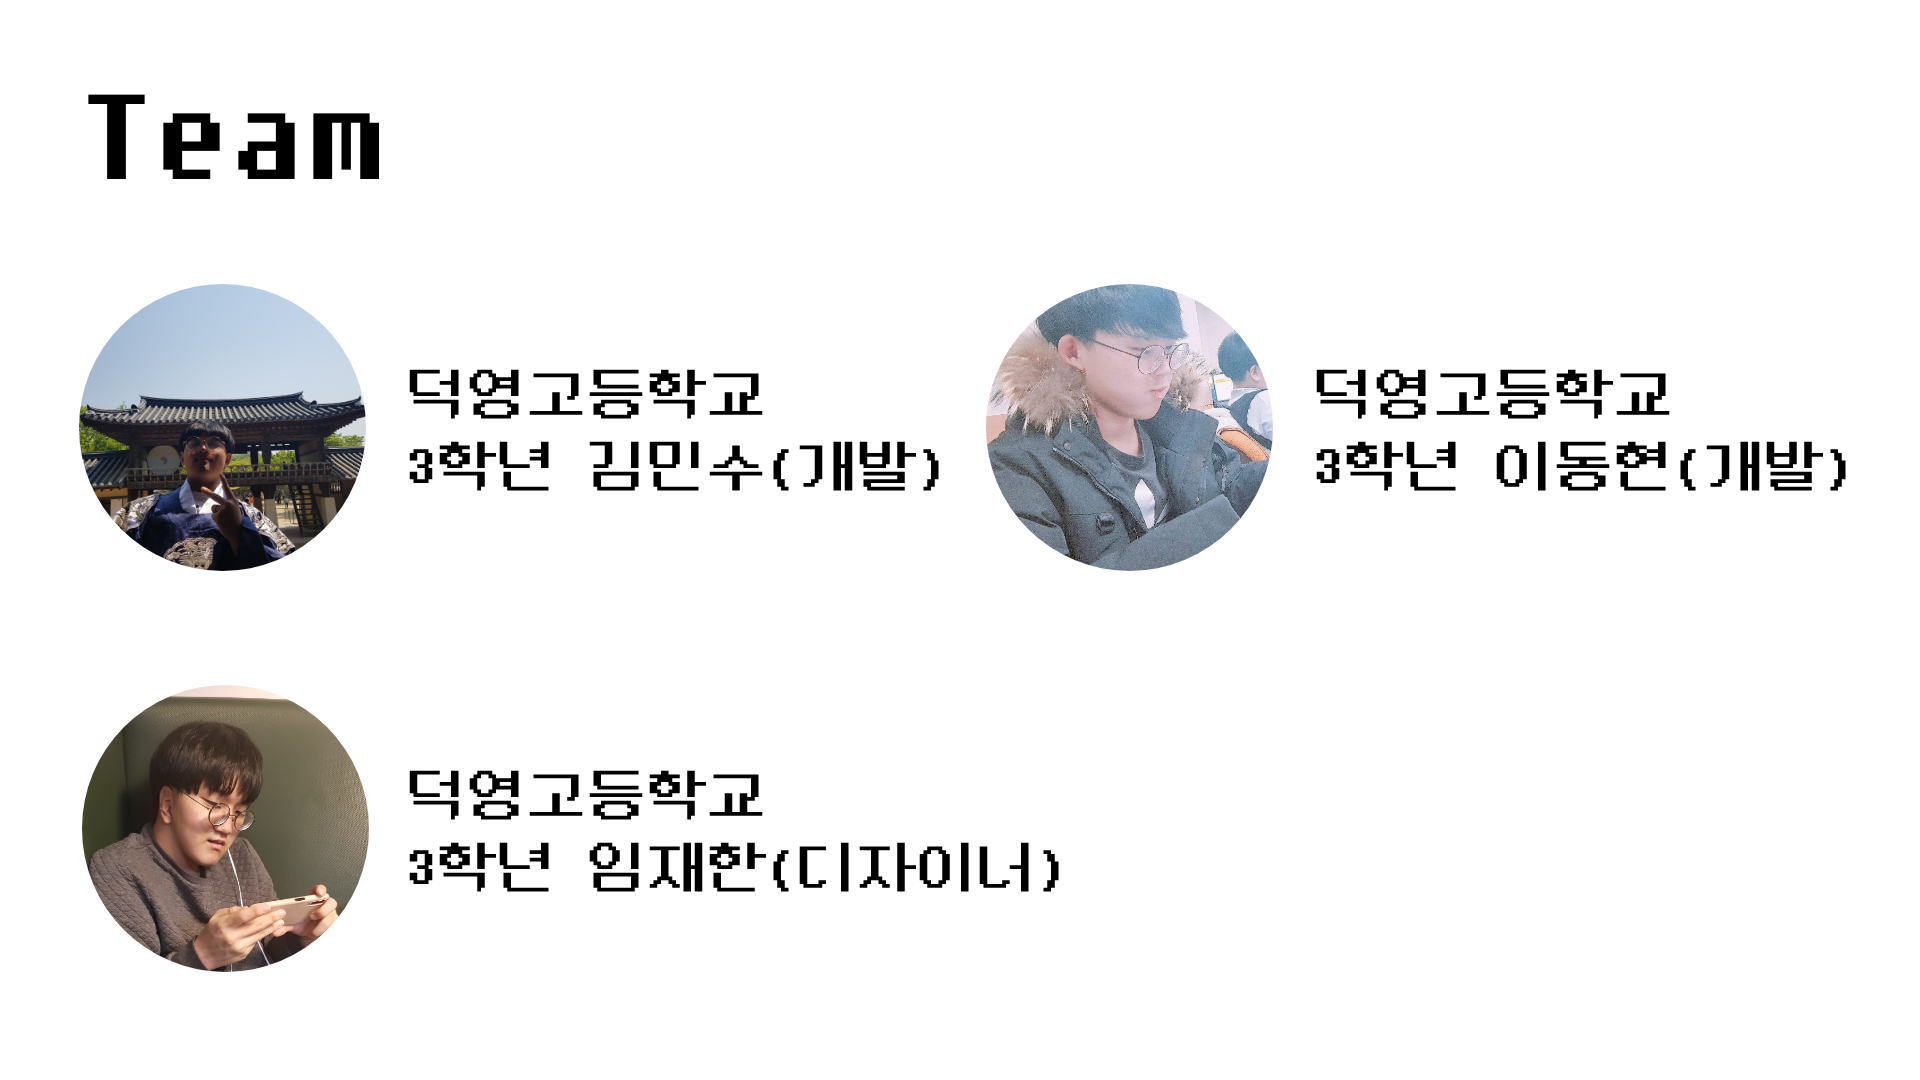 Team
덕영고등학교
3학년 김민수(개발)
덕영고등학교
3학년 이동현(개발)
덕영고등학교
3학년 임재한(디자이너)